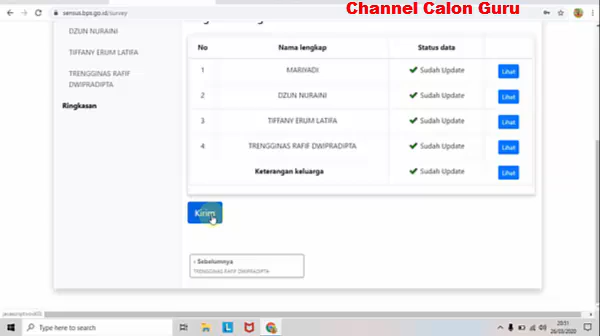 Channel Calon Guru
sensus.bps.go.id/survey
DZUN NURAINI
TIFFANY ERUM LATIFA
TRENGGINAS RAFIF
DWIPRADIPTA
Ringkasan
No Nama lengkap Status data
1 MARIYADI Sudah Update Lihat
2 DZUN NURAINI Sudah Update Lihat
3 TIFFANY ERUM LATIFA Sudah Update Lihat
4 TRENGGINAS RAFIF DWIPRADIPTA Sudah Update Lihat
Keterangan keluarga Sudah Update Lihat
Kirim
‹ Sebelumnya
TRENGGINAS RAFIF DWIPRADIPTA
Type here to search
20:11
26/03/2020